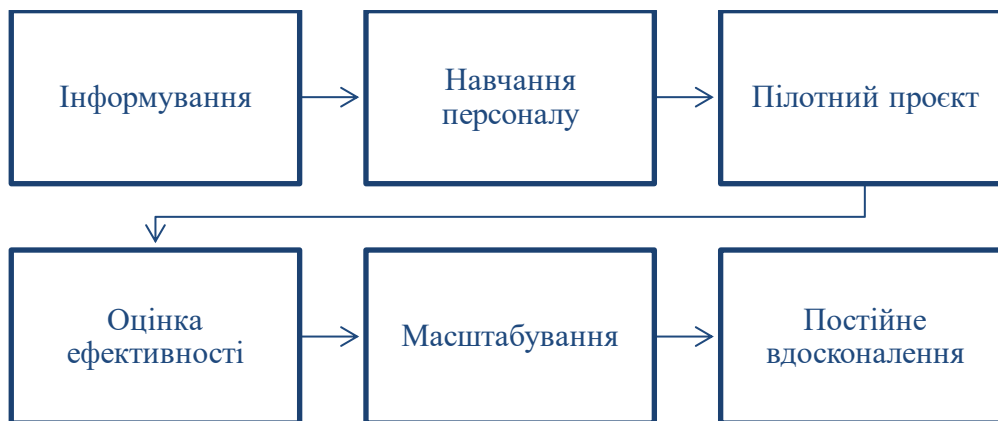 Інформування
Навчання
персоналу
Пілотний проєкт
Оцінка
ефективності
Масштабування
Постійне
вдосконалення